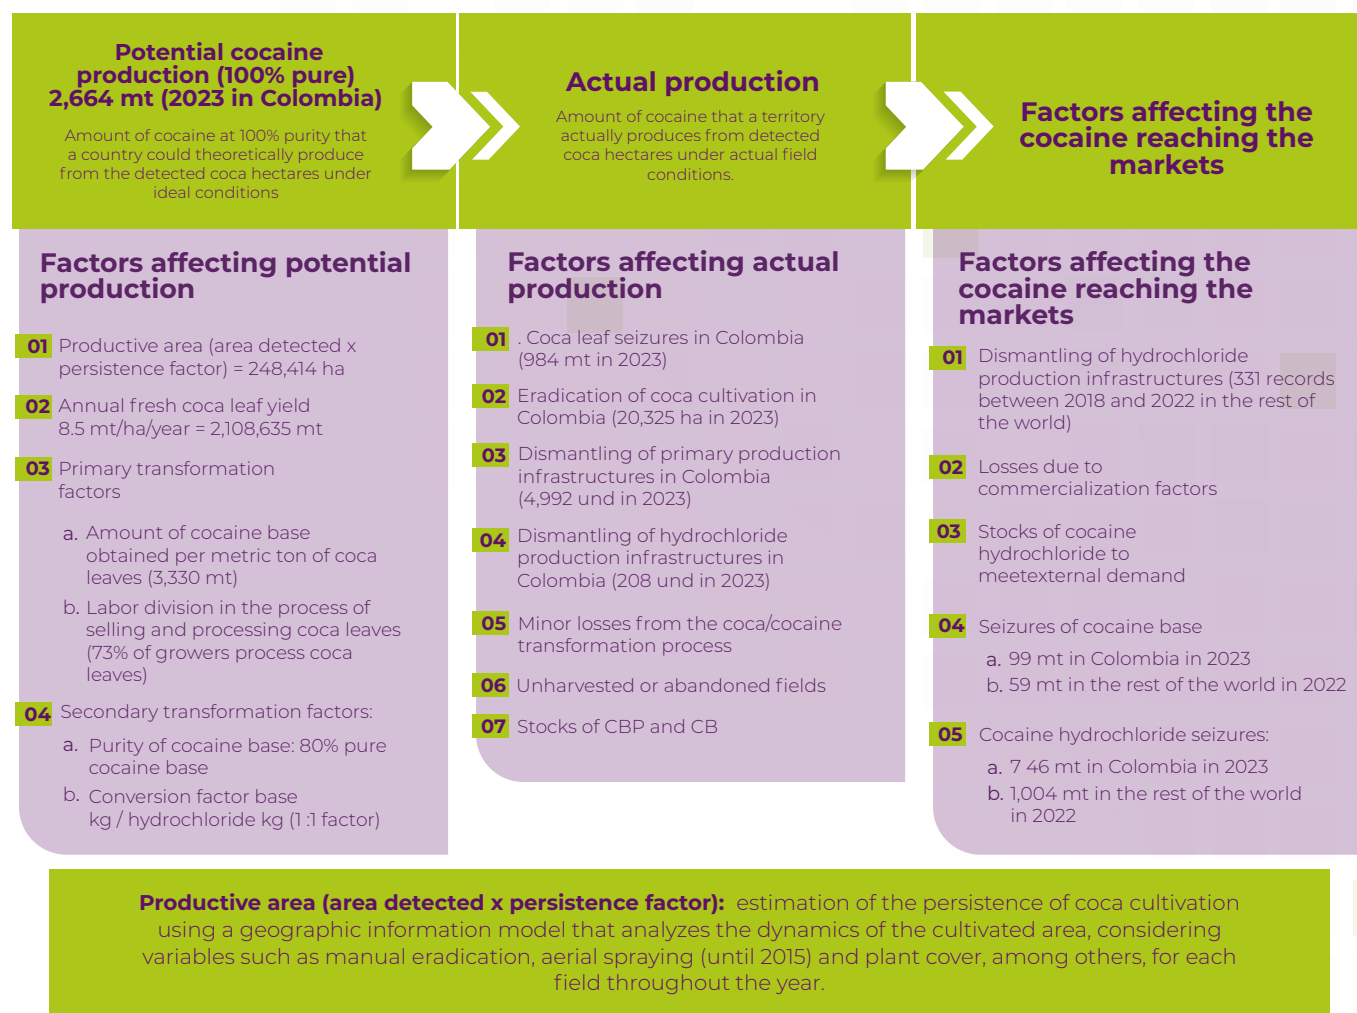 Potential cocaine
production (100% pure)
2,664 mt (2023 in Colombia)
Amount of cocaine at 100% purity that
a country could theoretically produce
from the detected coca hectares under
ideal conditions
Actual production
Amount of cocaine that a territory
actually produces from detected
coca hectares under actual field
conditions.
Factors affecting the
cocaine reaching the
markets
Factors affecting potential
production
01 Productive area (area detected x
persistence factor) = 248,414 ha
02 Annual fresh coca leaf yield
8.5 mt/ha/year = 2,108,635 mt
03 Primary transformation
factors
a. Amount of cocaine base
obtained per metric ton of coca
leaves (3,330 mt)
b. Labor division in the process of
selling and processing coca leaves
(73% of growers process coca
leaves)
04 Secondary transformation factors:
a. Purity of cocaine base: 80% pure
cocaine base
b. Conversion factor base
kg / hydrochloride kg (1 :1 factor)
Factors affecting actual
production
01 . Coca leaf seizures in Colombia
(984 mt in 2023)
02 Eradication of coca cultivation in
Colombia (20,325 ha in 2023)
03 Dismantling of primary production
infrastructures in Colombia
(4,992 und in 2023)
04 Dismantling of hydrochloride
production infrastructures in
Colombia (208 und in 2023)
05 Minor losses from the coca/cocaine
transformation process
06 Unharvested or abandoned fields
07 Stocks of CBP and CB
Factors affecting the
cocaine reaching the
markets
01 Dismantling of hydrochloride
production infrastructures (331 records
between 2018 and 2022 in the rest of
the world)
02 Losses due to
commercialization factors
03 Stocks of cocaine
hydrochloride to
meetexternal demand
04 Seizures of cocaine base
a. 99 mt in Colombia in 2023
b. 59 mt in the rest of the world in 2022
05 Cocaine hydrochloride seizures:
a. 7 46 mt in Colombia in 2023
b. 1,004 mt in the rest of the world
in 2022
Productive area (area detected x persistence factor): estimation of the persistence of coca cultivation
using a geographic information model that analyzes the dynamics of the cultivated area, considering
variables such as manual eradication, aerial spraying (until 2015) and plant cover, among others, for each
field throughout the year.